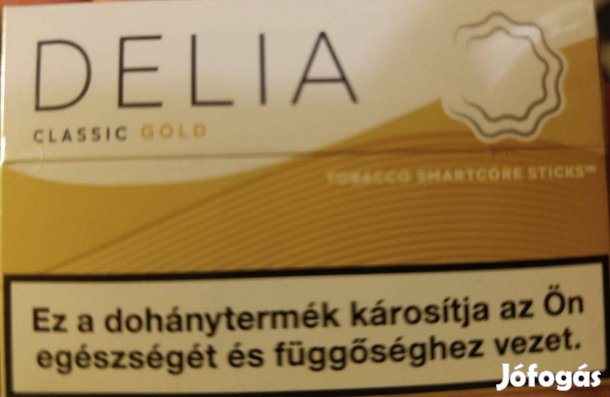 DELIA
CLASSIC GOLD
TOBACCO SMARTCORE STICKS™
Ez a dohánytermék károsítja az Ön
egészségét és függőséghez vezet.
Jófogás